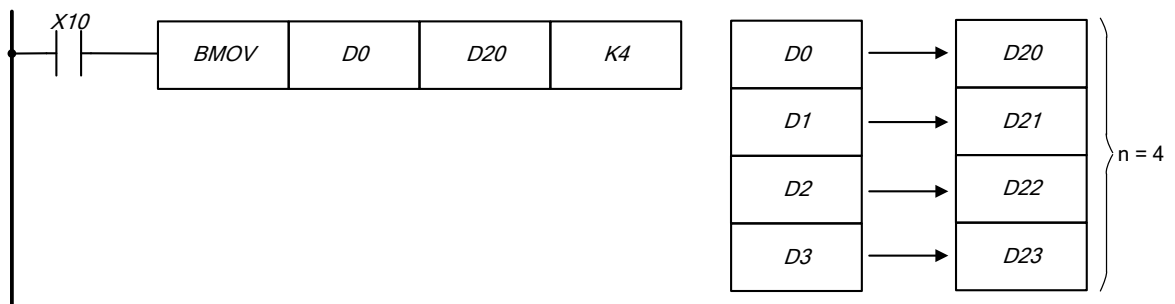 X10
BMOV D0 D20 K4
D0 D20
D1 D21
D2 D22
D3 D23
n = 4